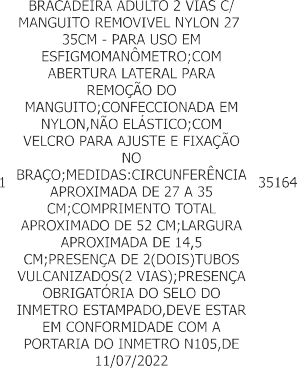 BRACADEIRA ADULTO 2 VIAS C/
MANGUITO REMOVIVEL NYLON 27
35CM - PARA USO EM
ESFIGMOMANÔMETRO;COM
ABERTURA LATERAL PARA
REMOÇÃO DO
MANGUITO;CONFECCIONADA EM
NYLON,NÃO ELÁSTICO;COM
VELCRO PARA AJUSTE E FIXAÇÃO
NO
1 BRAÇO;MEDIDAS:CIRCUNFERÊNCIA 35164
APROXIMADA DE 27 A 35
CM;COMPRIMENTO TOTAL
APROXIMADO DE 52 CM;LARGURA
APROXIMADA DE 14,5
CM;PRESENÇA DE 2(DOIS)TUBOS
VULCANIZADOS(2 VIAS);PRESENÇA
OBRIGATÓRIA DO SELO DO
INMETRO ESTAMPADO,DEVE ESTAR
EM CONFORMIDADE COM A
PORTARIA DO INMETRO N105,DE
11/07/2022